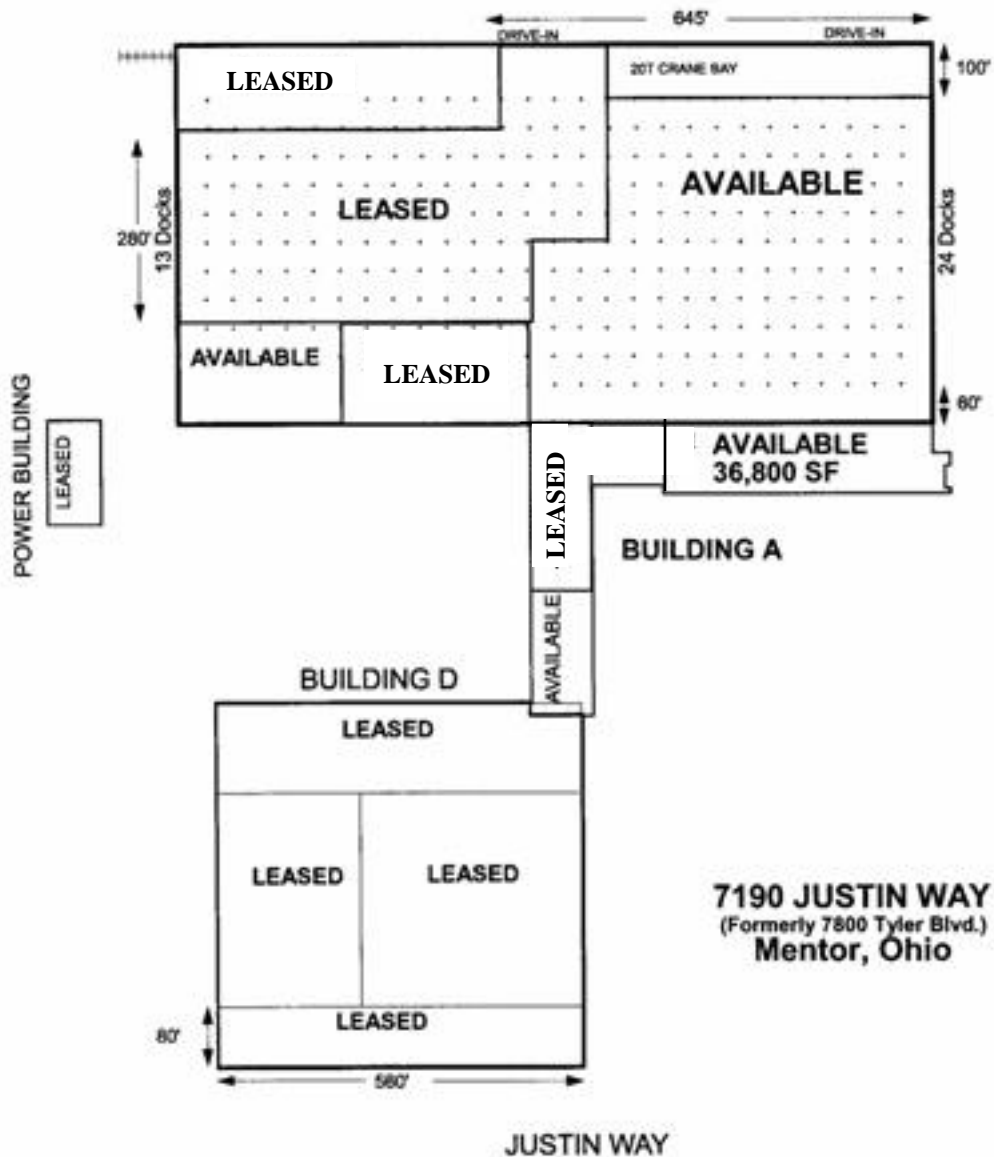 645'
DRIVE-IN
DRIVE-IN
LEASED
20T CRANE BAY
100'
AVAILABLE
LEASED
280'
13 Docks
24 Docks
AVAILABLE
LEASED
60'
POWER BUILDING
LEASED
LEASED
AVAILABLE
36,800 SF
BUILDING A
AVAILABLE
BUILDING D
LEASED
LEASED
LEASED
7190 JUSTIN WAY
(Formerly 7800 Tyler Blvd.)
Mentor, Ohio
LEASED
80'
560'
JUSTIN WAY